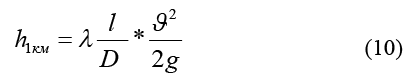 h₁км = λ l/D * ϑ²/2g (10)